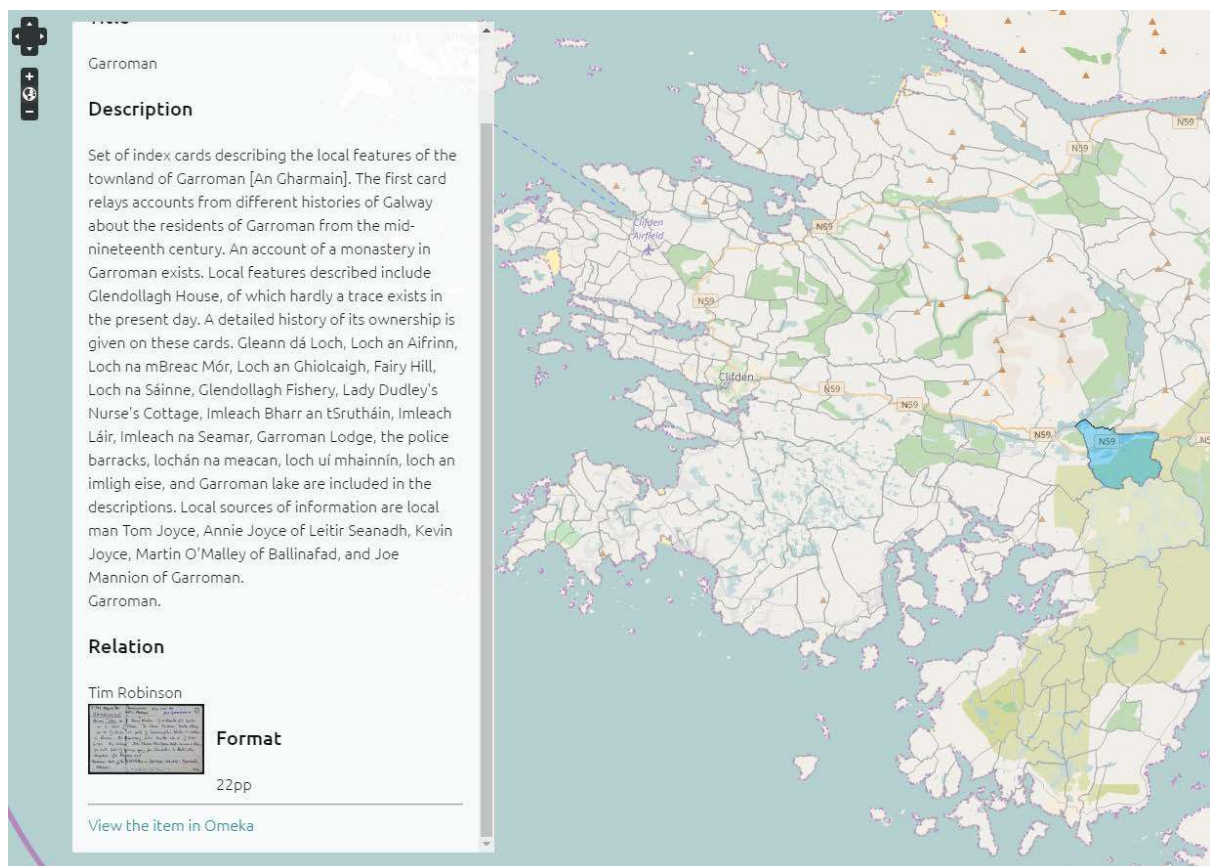 Title
Garroman
Description
Set of index cards describing the local features of the
townland of Garroman [An Gharmain]. The first card
relays accounts from different histories of Galway
about the residents of Garroman from the mid-
nineteenth century. An account of a monastery in
Garroman exists. Local features described include
Glendollagh House, of which hardly a trace exists in
the present day. A detailed history of its ownership is
given on these cards. Gleann dá Loch, Loch an Aifrinn,
Loch na mBreac Mór, Loch an Ghiolcaigh, Fairy Hill,
Loch na Sáinne, Glendollagh Fishery, Lady Dudley's
Nurse's Cottage, Imleach Bharr an tSrutháin, Imleach
Láir, Imleach na Seamar, Garroman Lodge, the police
barracks, lochán na meacan, loch uí mhainnín, loch an
imligh eise, and Garroman lake are included in the
descriptions. Local sources of information are local
man Tom Joyce, Annie Joyce of Leitir Seanadh, Kevin
Joyce, Martin O'Malley of Ballinafad, and Joe
Mannion of Garroman.
Garroman.
Relation
Tim Robinson
Format
22pp
View the item in Omeka
Clifden
Airfield
N59
N59
N59
N59
Clifden
N59
N59
N59
N59